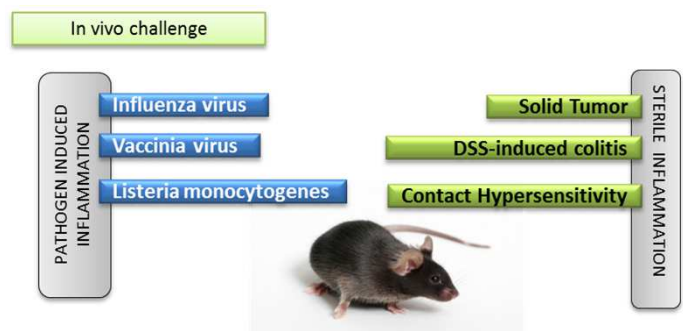 In vivo challenge
PATHOGEN INDUCED
INFLAMMATION
Influenza virus
Vaccinia virus
Listeria monocytogenes
Solid Tumor
DSS-induced colitis
Contact Hypersensitivity
STERILE INFLAMMATION